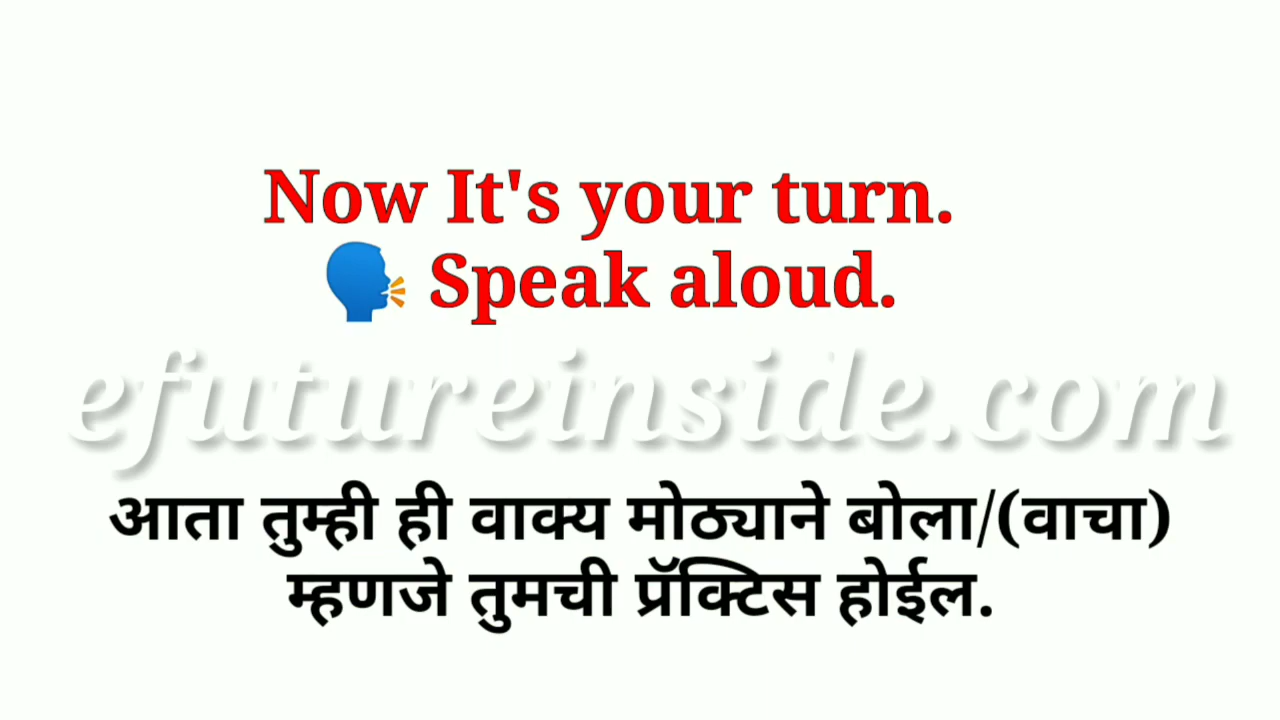 Now It's your turn.
🗣 Speak aloud.
efutureinside.com
आता तुम्ही ही वाक्य मोठ्याने बोला/(वाचा)
म्हणजे तुमची प्रॅक्टिस होईल.